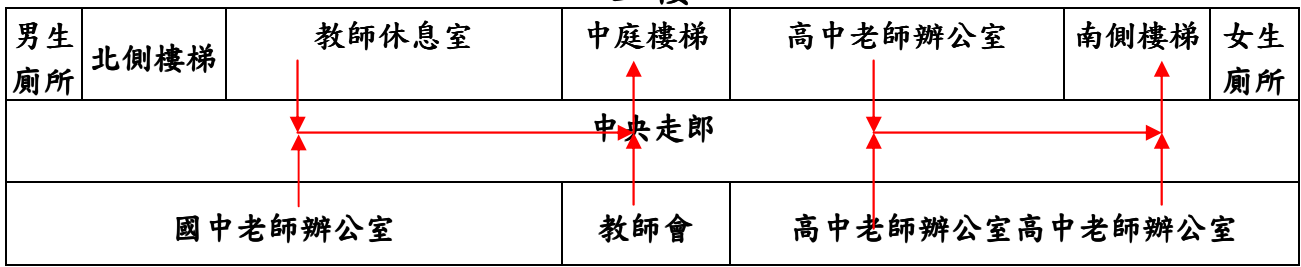 男生
廁所
北側樓梯
教師休息室
中庭樓梯
高中老師辦公室
南側樓梯
女生
廁所
中央走郎
國中老師辦公室
教師會
高中老師辦公室高中老師辦公室